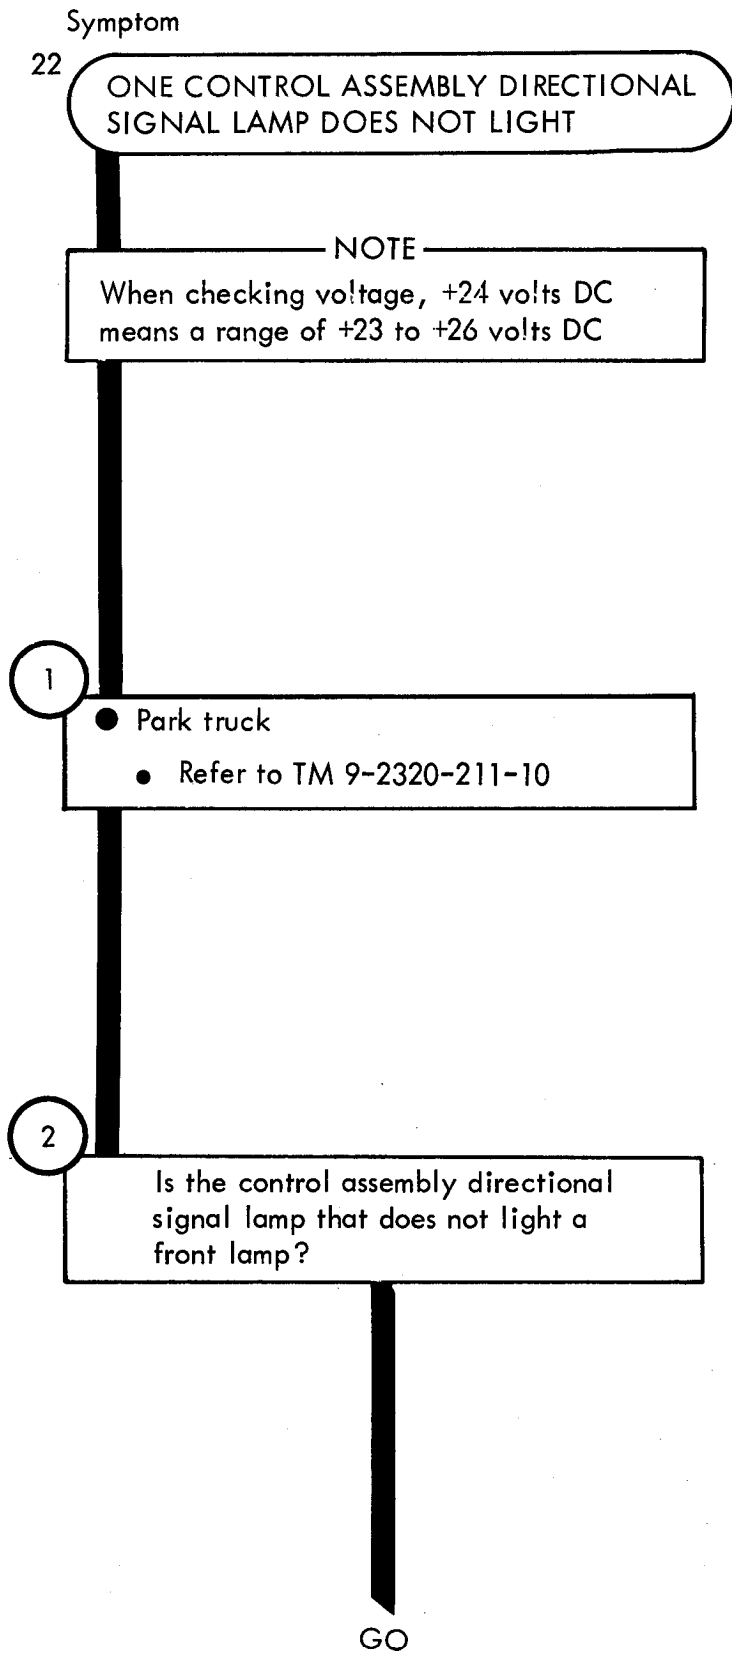 Symptom
22
ONE CONTROL ASSEMBLY DIRECTIONAL
SIGNAL LAMP DOES NOT LIGHT
NOTE
When checking voltage, +24 volts DC
means a range of +23 to +26 volts DC
1
● Park truck
● Refer to TM 9-2320-211-10
2
Is the control assembly directional
signal lamp that does not light a
front lamp?
GO